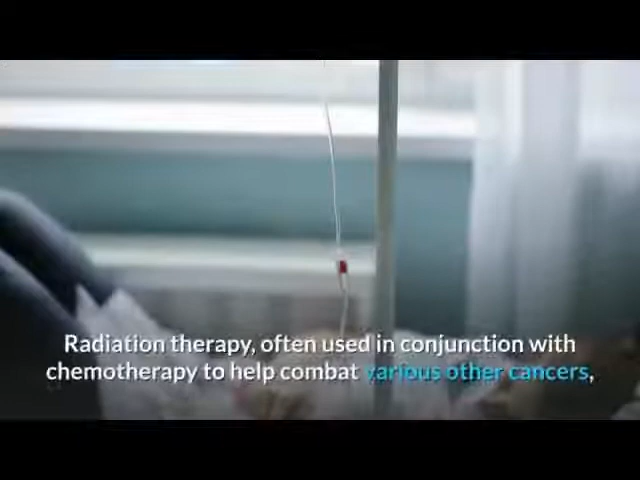 Radiation therapy, often used in conjunction with
chemotherapy to help combat various other cancers,